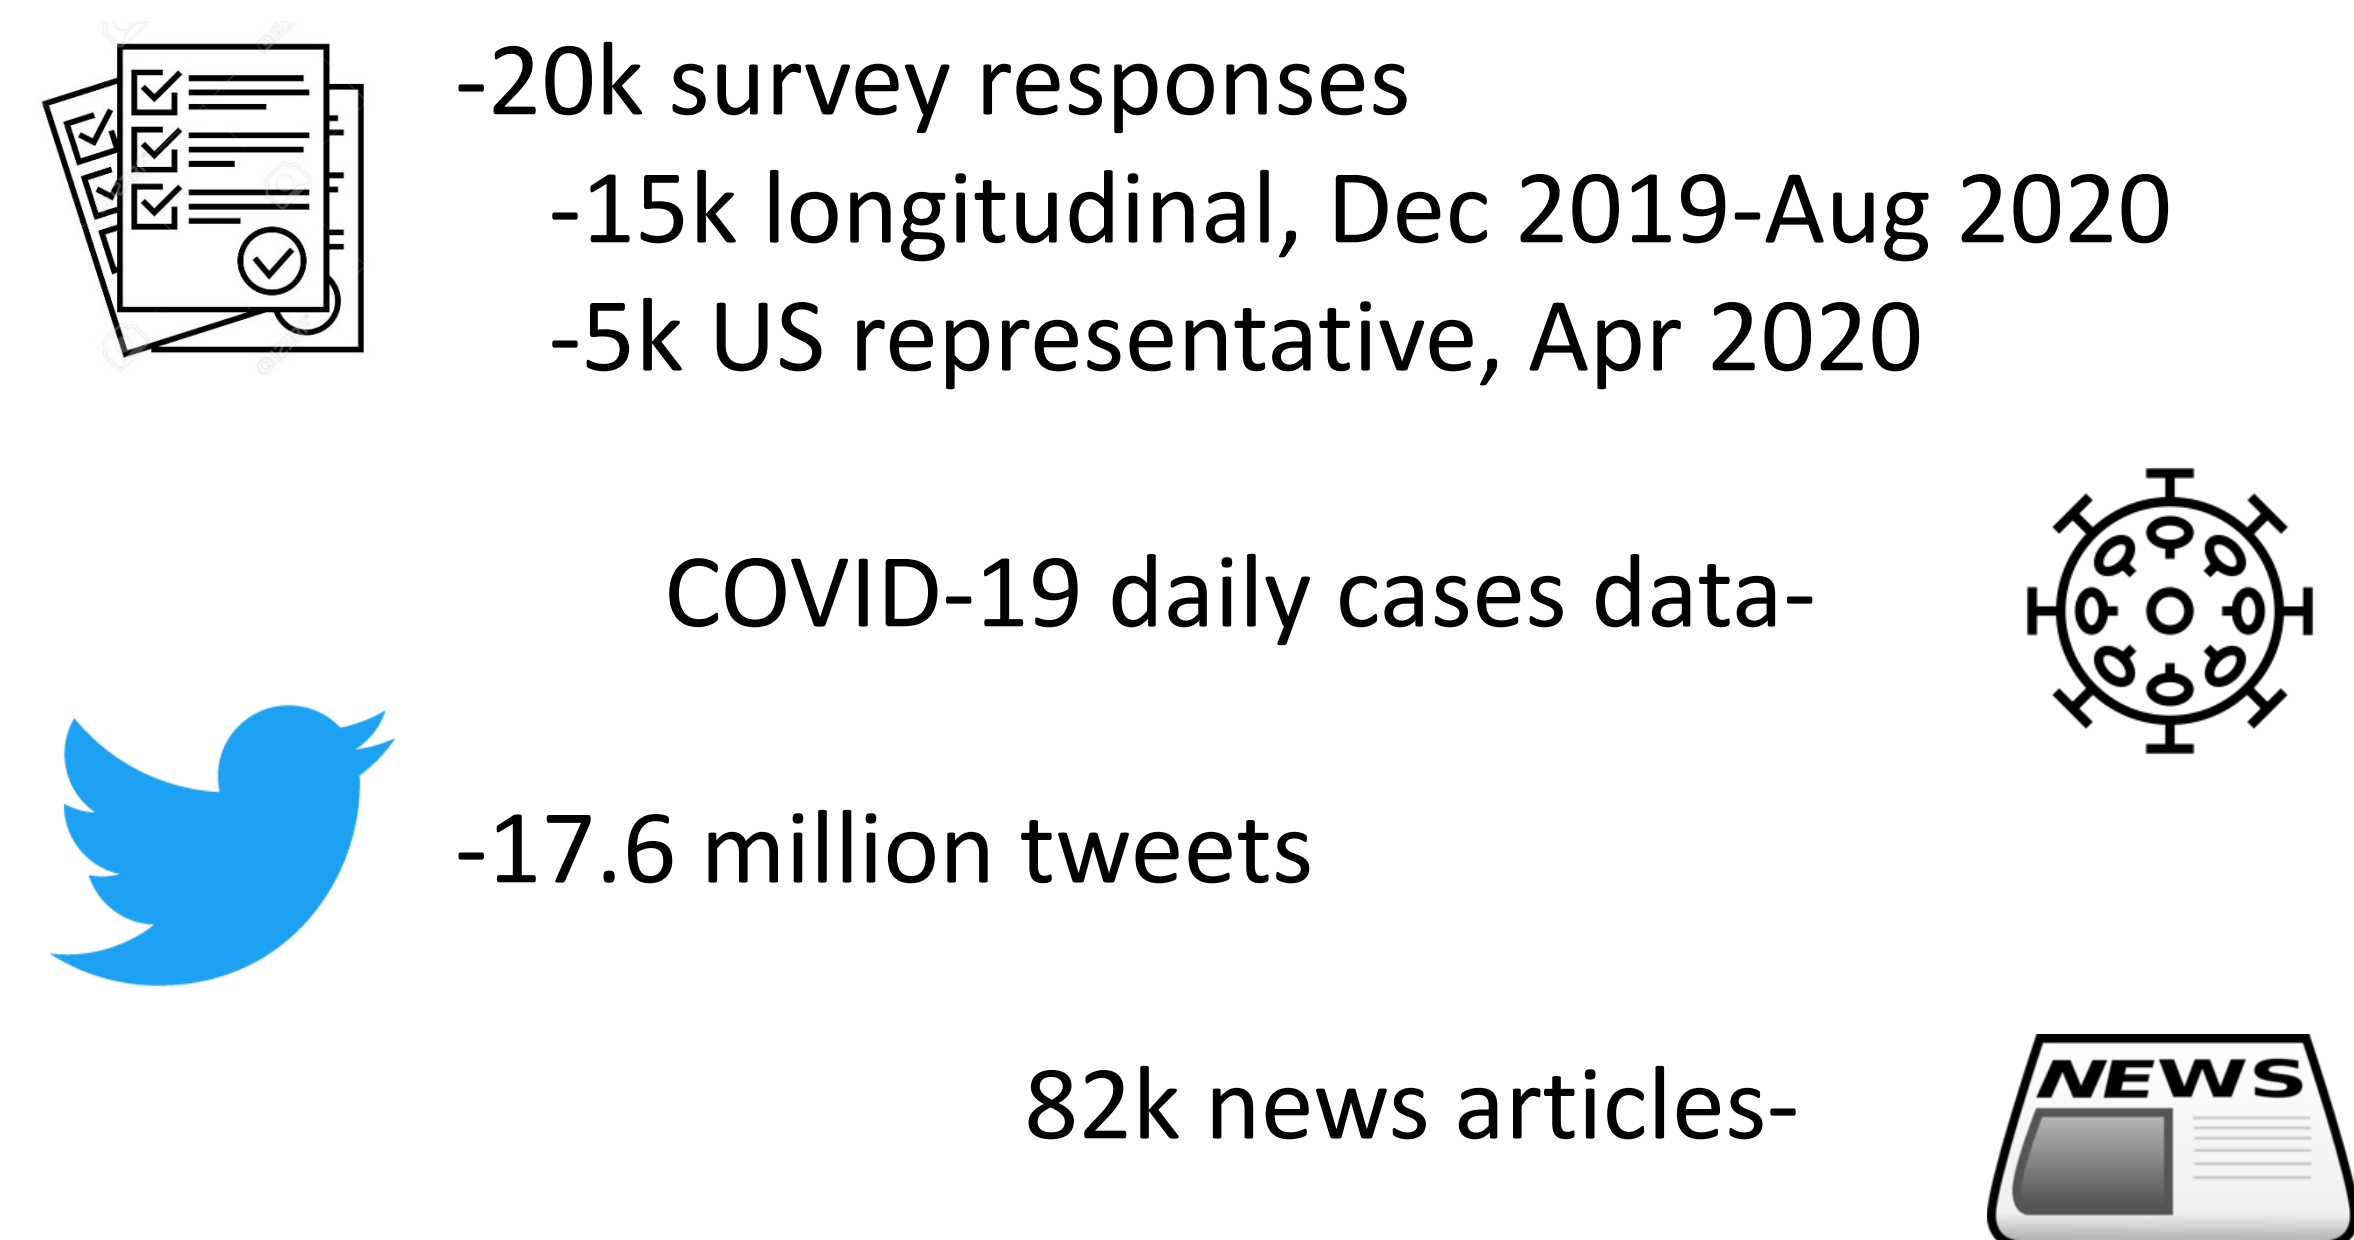 -20k survey responses
-15k longitudinal, Dec 2019-Aug 2020
-5k US representative, Apr 2020
COVID-19 daily cases data-
-17.6 million tweets
82k news articles-
NEWS